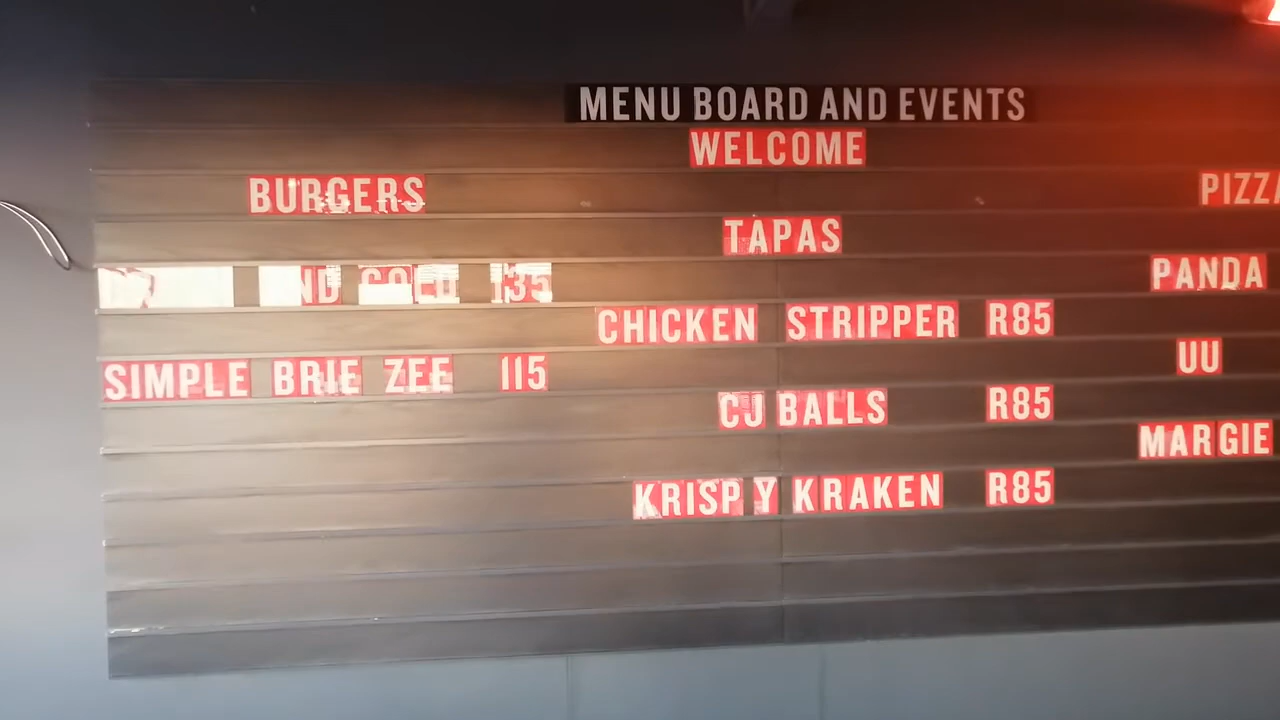 MENU BOARD AND EVENTS
WELCOME
BURGERS
TAPAS
135
SIMPLE BRIE ZEE 115
CHICKEN STRIPPER R85
CJ BALLS R85
KRISPY KRAKEN R85
PIZZA
PANDA
UU
MARGIE